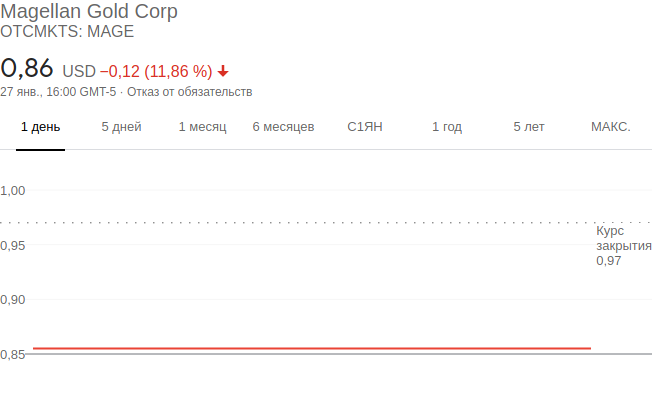 Magellan Gold Corp
OTCMKTS: MAGE
0,86 USD −0,12 (11,86 %)
27 янв., 16:00 GMT-5 · Отказ от обязательств
1 день 5 дней 1 месяц 6 месяцев С1ЯН 1 год 5 лет МАКС.
1,00
Курс
закрытия
0,97
0,95
0,90
0,85